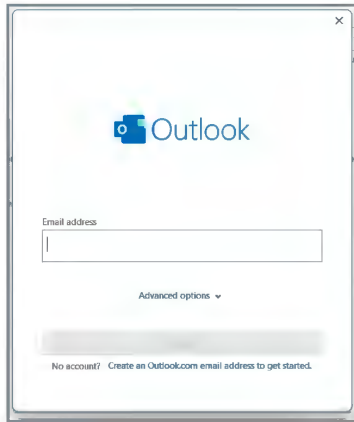 Outlook
Email address
Advanced options
No account? Create an Outlook.com email address to get started.